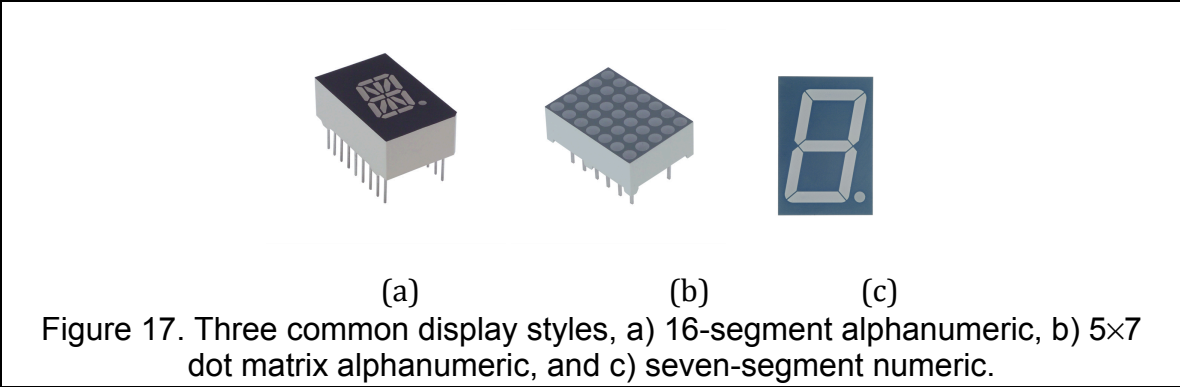 (a) (b) (c)
Figure 17. Three common display styles, a) 16-segment alphanumeric, b) 5×7
dot matrix alphanumeric, and c) seven-segment numeric.